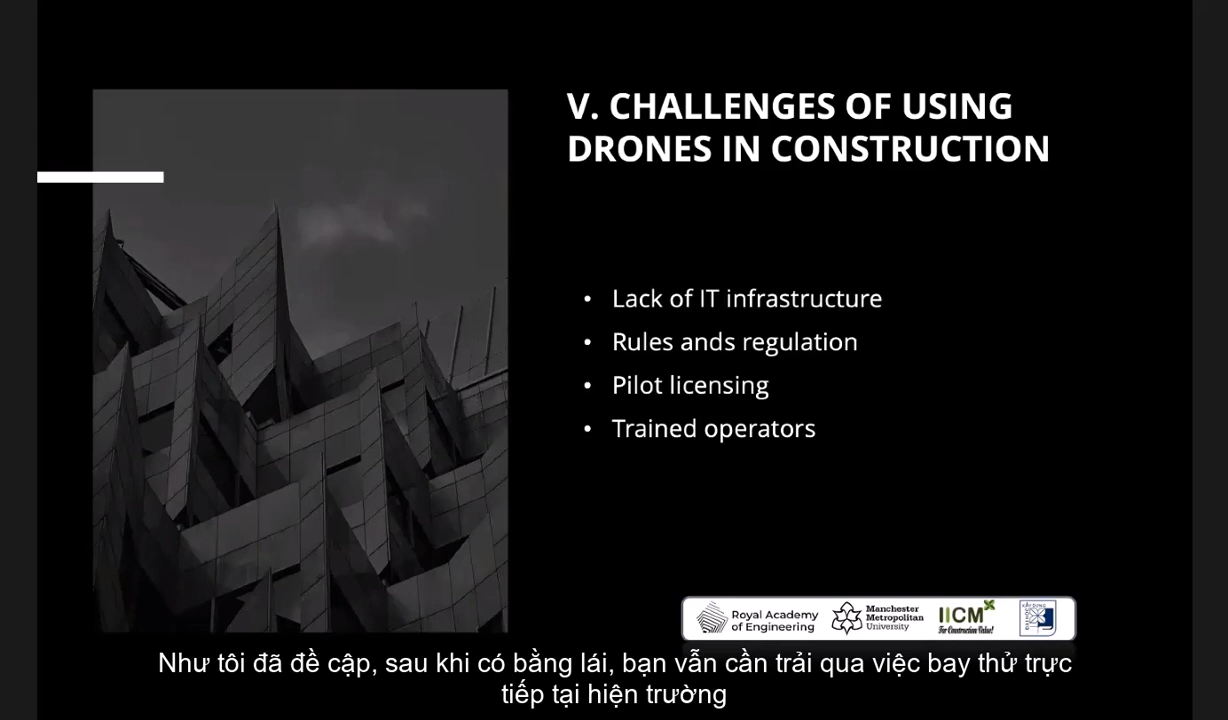 V. CHALLENGES OF USING
DRONES IN CONSTRUCTION
• Lack of IT infrastructure
• Rules ands regulation
• Pilot licensing
• Trained operators
Royal Academy
of Engineering
Manchester
Metropolitan
University
IICM
For Construction Value!
XÂY DỰNG
Như tôi đã đề cập, sau khi có bằng lái, bạn vẫn cần trải qua việc bay thử trực
tiếp tại hiện trường